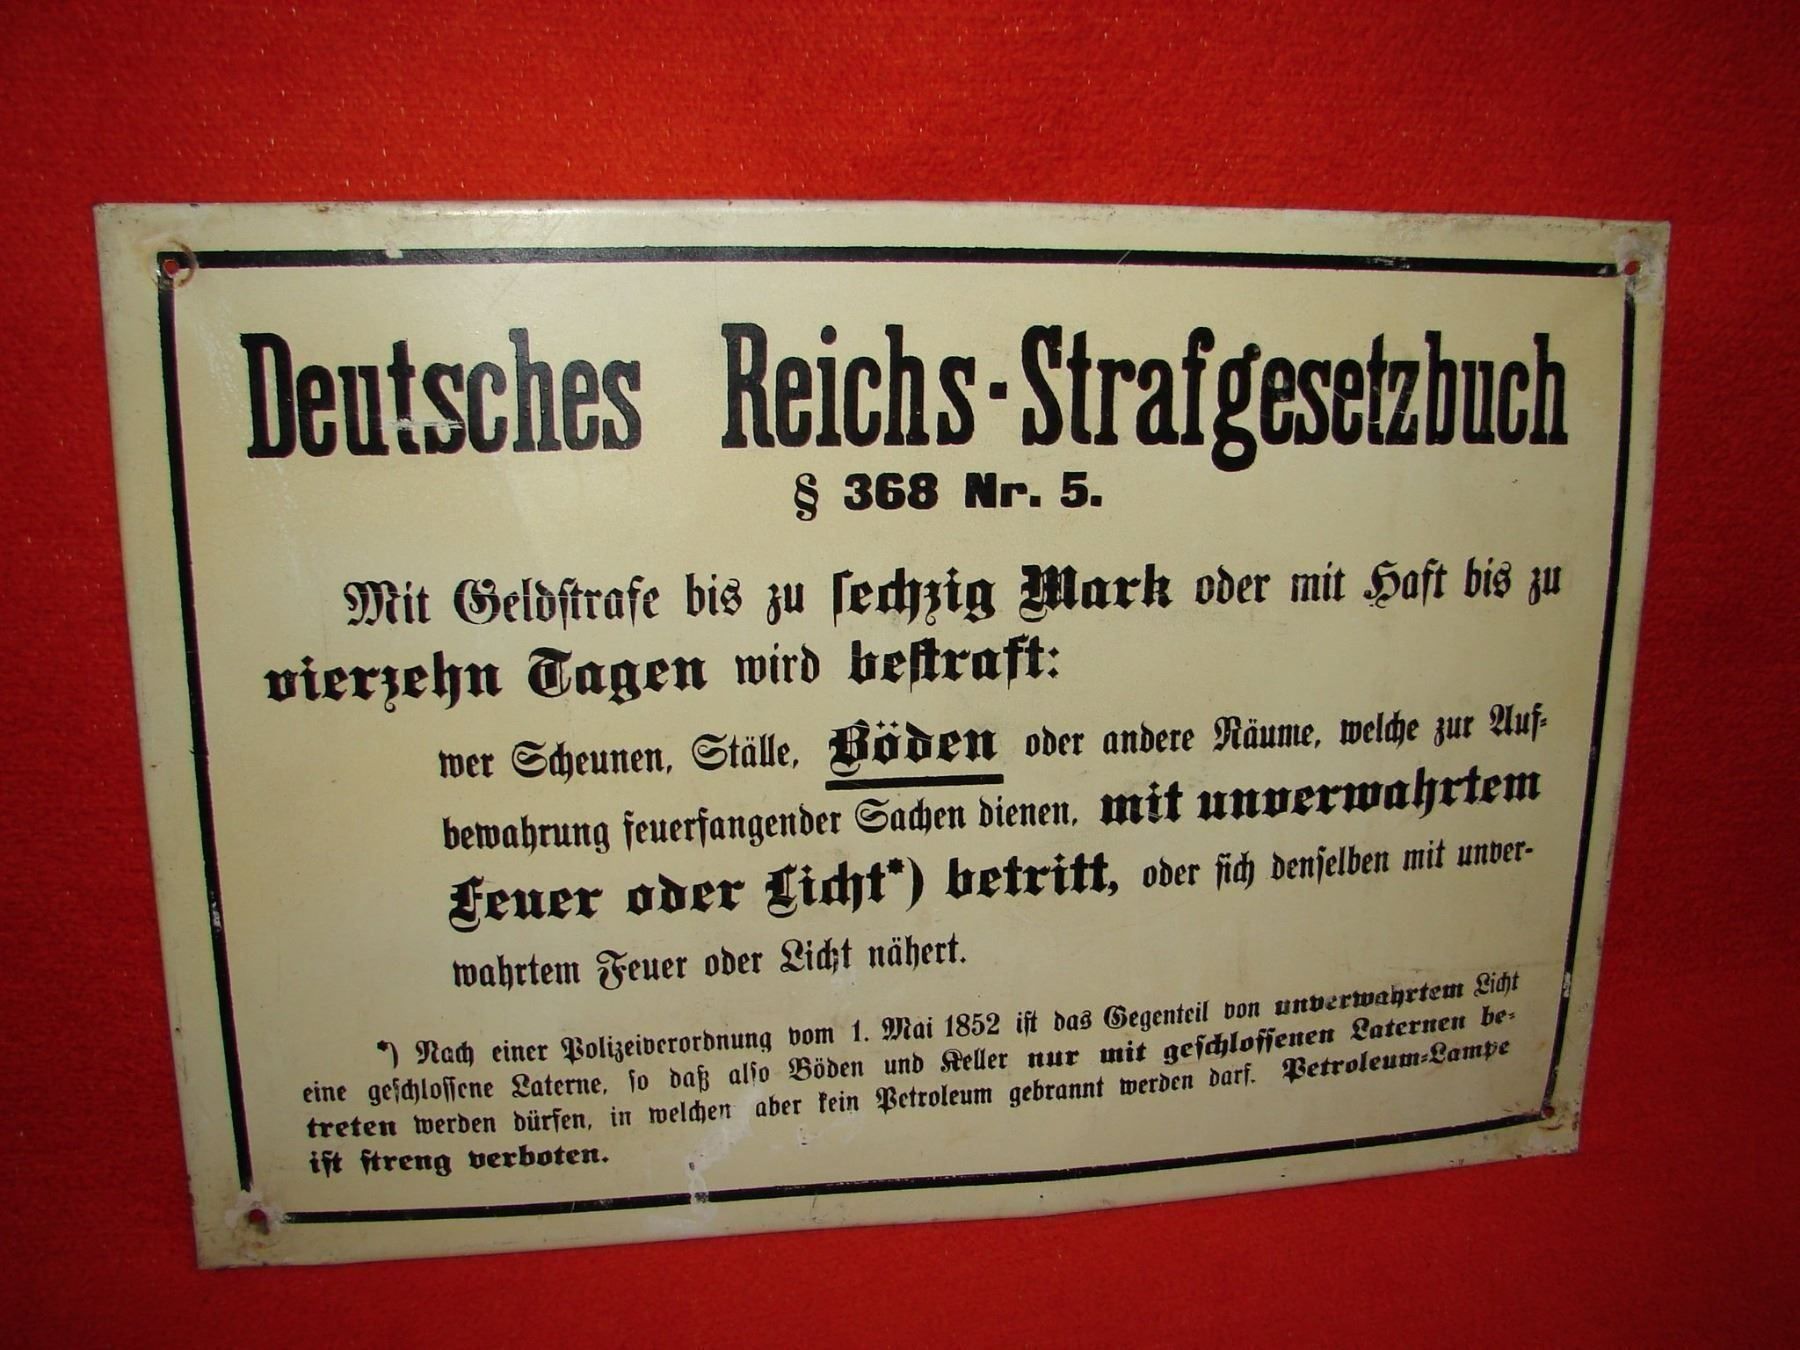 Deutsches Reichs-Strafgesetzbuch
§ 368 Nr. 5.
Mit Geldstrafe bis zu sechzig Mark oder mit Haft bis zu
vierzehn Tagen wird bestraft:
wer Scheunen, Ställe, Böden oder andere Räume, welche zur Auf-
bewahrung feuerfangender Sachen dienen, mit unverwahrtem
Feuer oder Licht*) betritt, oder sich denselben mit unver-
wahrtem Feuer oder Licht nähert.
*) Nach einer Polizeiverordnung vom 1. Mai 1852 ist das Gegenteil von unverwahrtem Licht
eine geschlossene Laterne, so daß also Böden und Keller nur mit geschlossenen Laternen be-
treten werden dürfen, in welchen aber kein Petroleum gebrannt werden darf. Petroleum-Lampe
ist streng verboten.